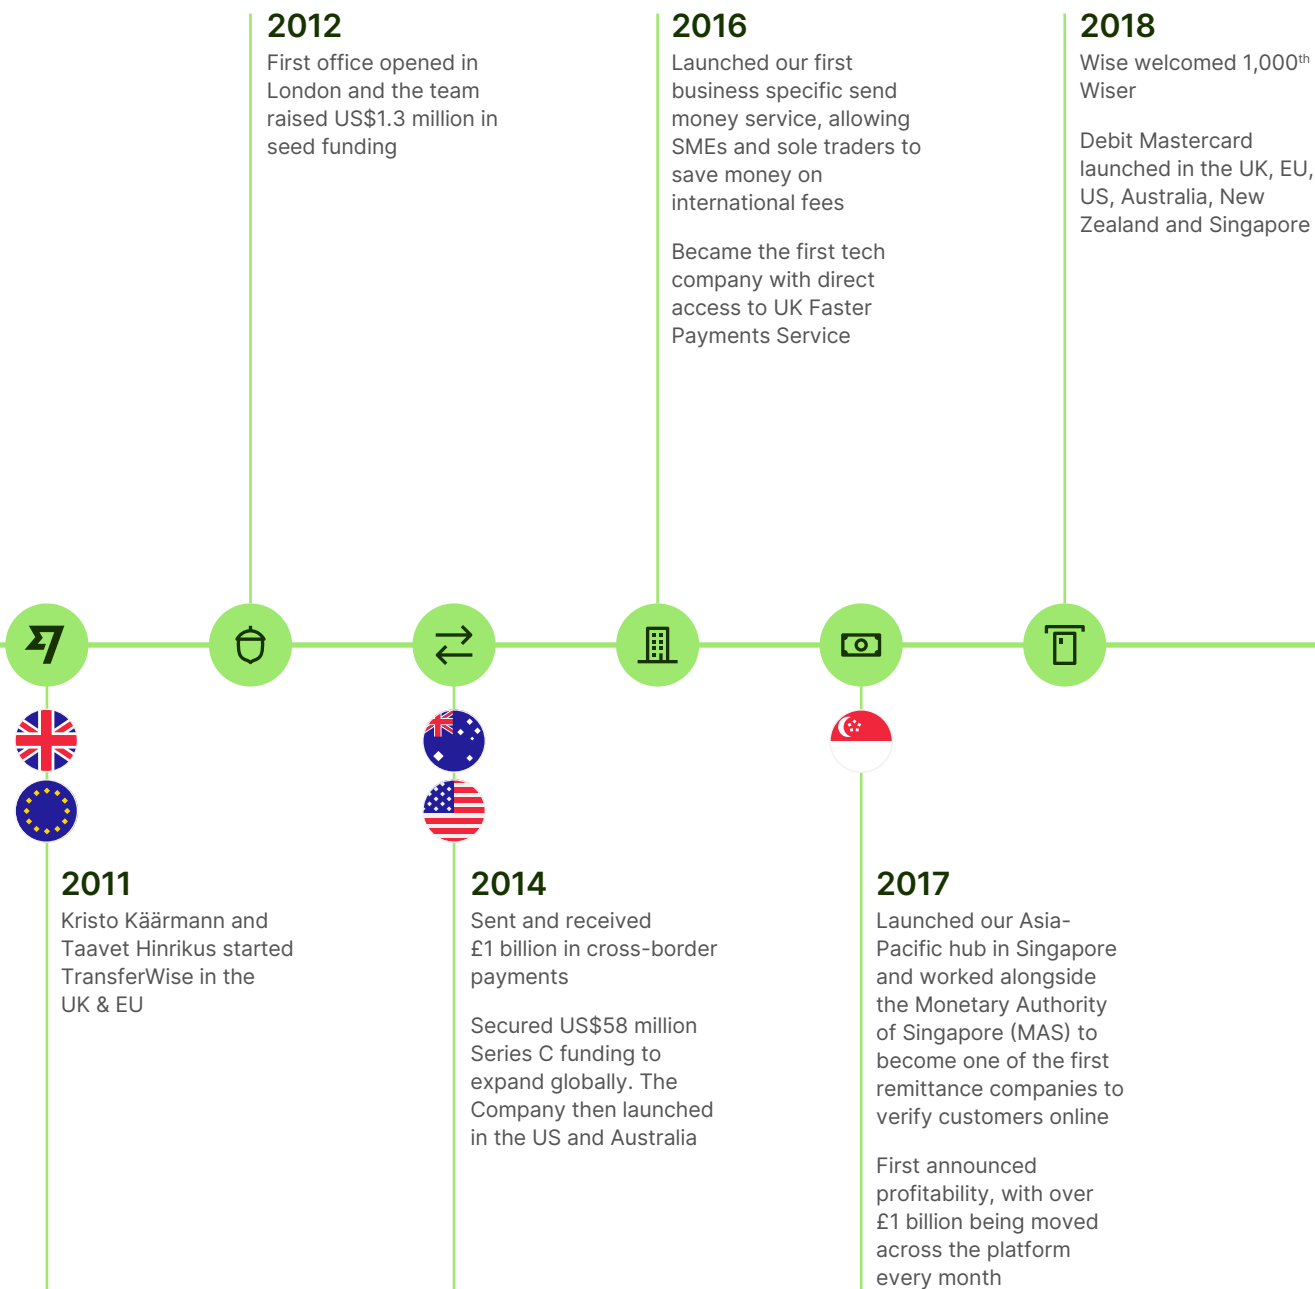 2012
First office opened in
London and the team
raised US$1.3 million in
seed funding
2016
Launched our first
business specific send
money service, allowing
SMEs and sole traders to
save money on
international fees
Became the first tech
company with direct
access to UK Faster
Payments Service
2018
Wise welcomed 1,000th
Wiser
Debit Mastercard
launched in the UK, EU,
US, Australia, New
Zealand and Singapore
2011
Kristo Käärmann and
Taavet Hinrikus started
TransferWise in the
UK & EU
2014
Sent and received
£1 billion in cross-border
payments
Secured US$58 million
Series C funding to
expand globally. The
Company then launched
in the US and Australia
2017
Launched our Asia-
Pacific hub in Singapore
and worked alongside
the Monetary Authority
of Singapore (MAS) to
become one of the first
remittance companies to
verify customers online
First announced
profitability, with over
£1 billion being moved
across the platform
every month